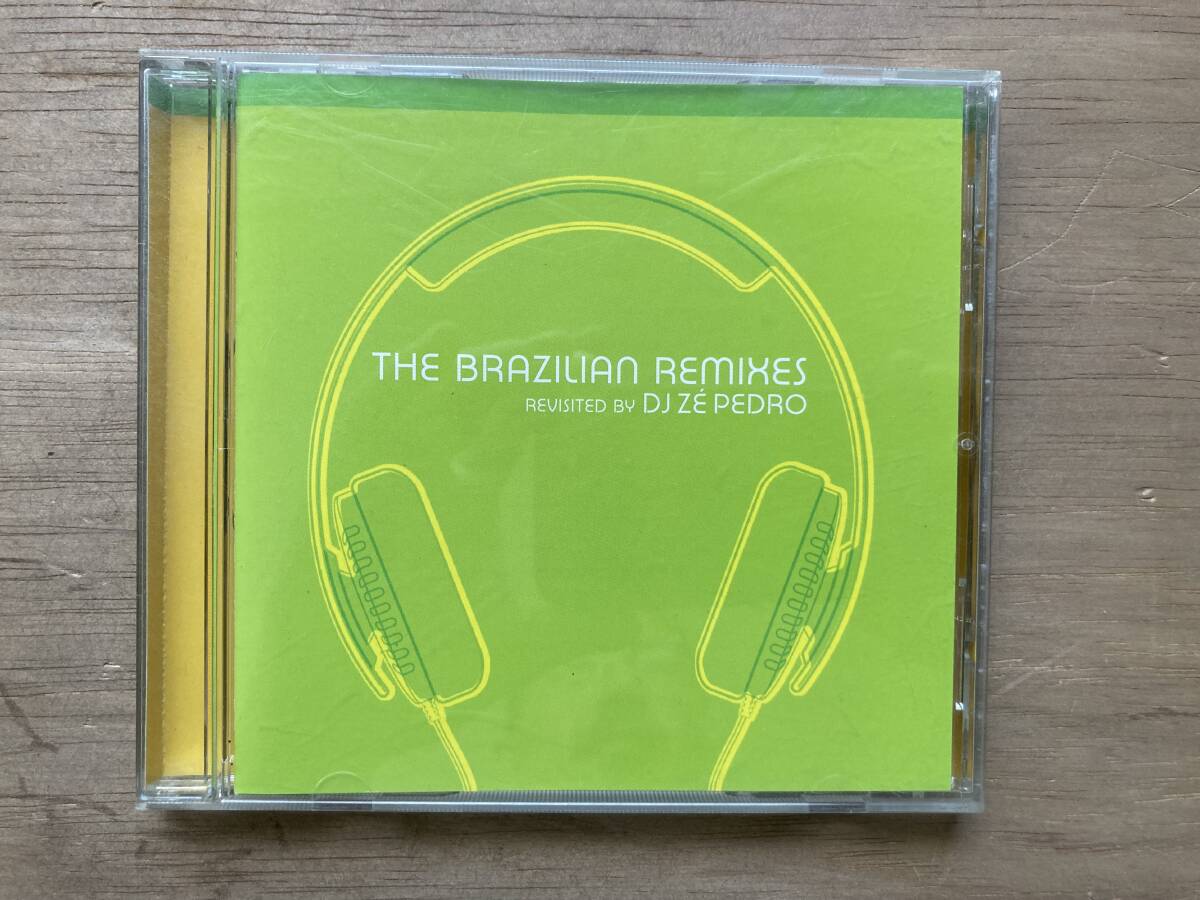 THE BRAZILIAN REMIXES
REVISITED BY DJ ZÉ PEDRO